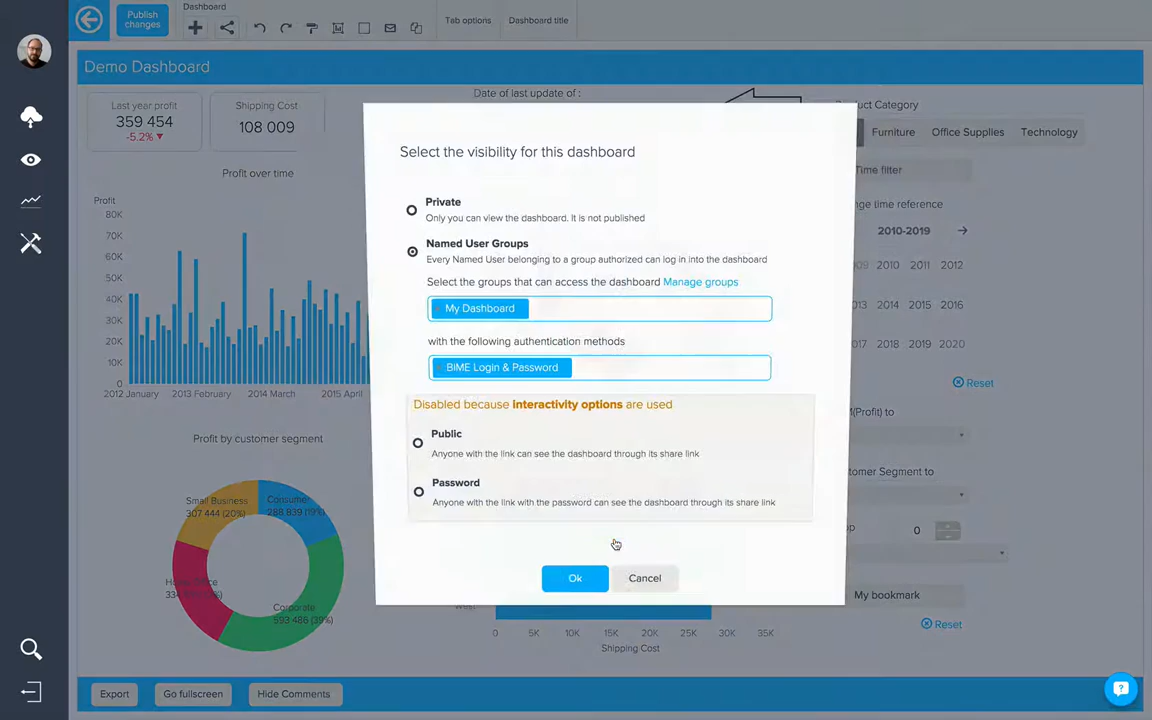 Publish
changes
Dashboard
Tab options
Dashboard title
Demo Dashboard
Last year profit
359 454
-5.2%
Shipping Cost
108 009
Date of last update of :
Profit over time
Profit
80K
70K
60K
50K
40K
30K
20K
10K
0
2012 January
2013 February
2014 March
2015 April
Profit by customer segment
Small Business
307 444 (20%)
Consumer
288 839 (19%)
Corporate
593 486 (39%)
Select the visibility for this dashboard
Private
Only you can view the dashboard. It is not published
Named User Groups
Every Named User belonging to a group authorized can log in into the dashboard
Select the groups that can access the dashboard Manage groups
My Dashboard
with the following authentication methods
BIME Login & Password
Disabled because interactivity options are used
Public
Anyone with the link can see the dashboard through its share link
Password
Anyone with the link with the password can see the dashboard through its share link
Ok
Cancel
Category
Furniture
Office Supplies
Technology
Time filter
time reference
2010-2019
2010 2011 2012
2014 2015 2016
2018 2019 2020
Reset
(Profit) to
Segment to
0
My bookmark
Reset
0
5K
10K
15K
20K
25K
30K
35K
Shipping Cost
Export
Go fullscreen
Hide Comments
?